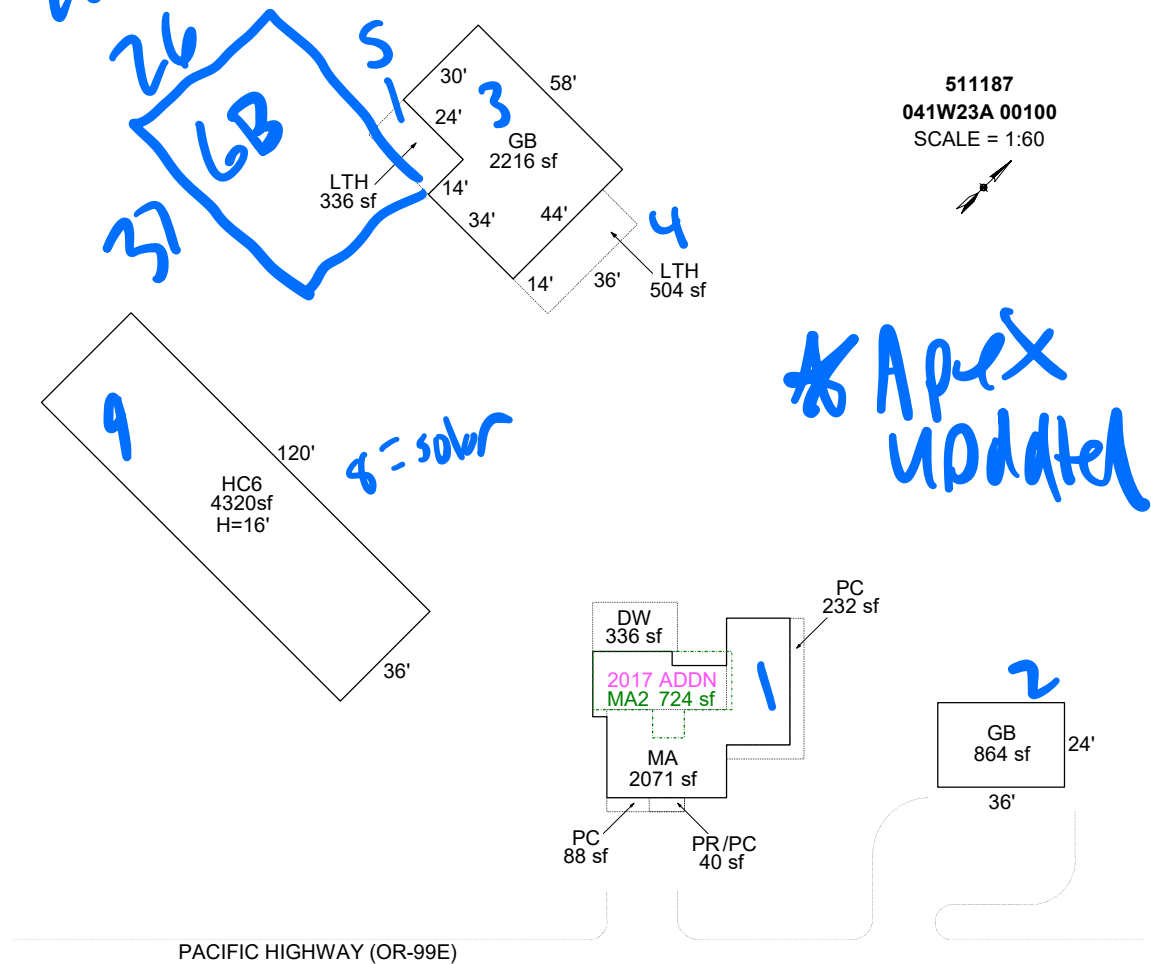 26
5
GB
37
30'
58'
3
24'
GB
2216 sf
LTH
336 sf
14'
34'
44'
4
14'
36'
LTH
504 sf
511187
041W23A 00100
SCALE = 1:60
* Apex
updated
9
120'
8 = solar
HC6
4320sf
H=16'
36'
DW
336 sf
PC
232 sf
2017 ADDN
MA2 724 sf
1
MA
2071 sf
2
GB
864 sf
24'
36'
PC
88 sf
PR/PC
40 sf
PACIFIC HIGHWAY (OR-99E)